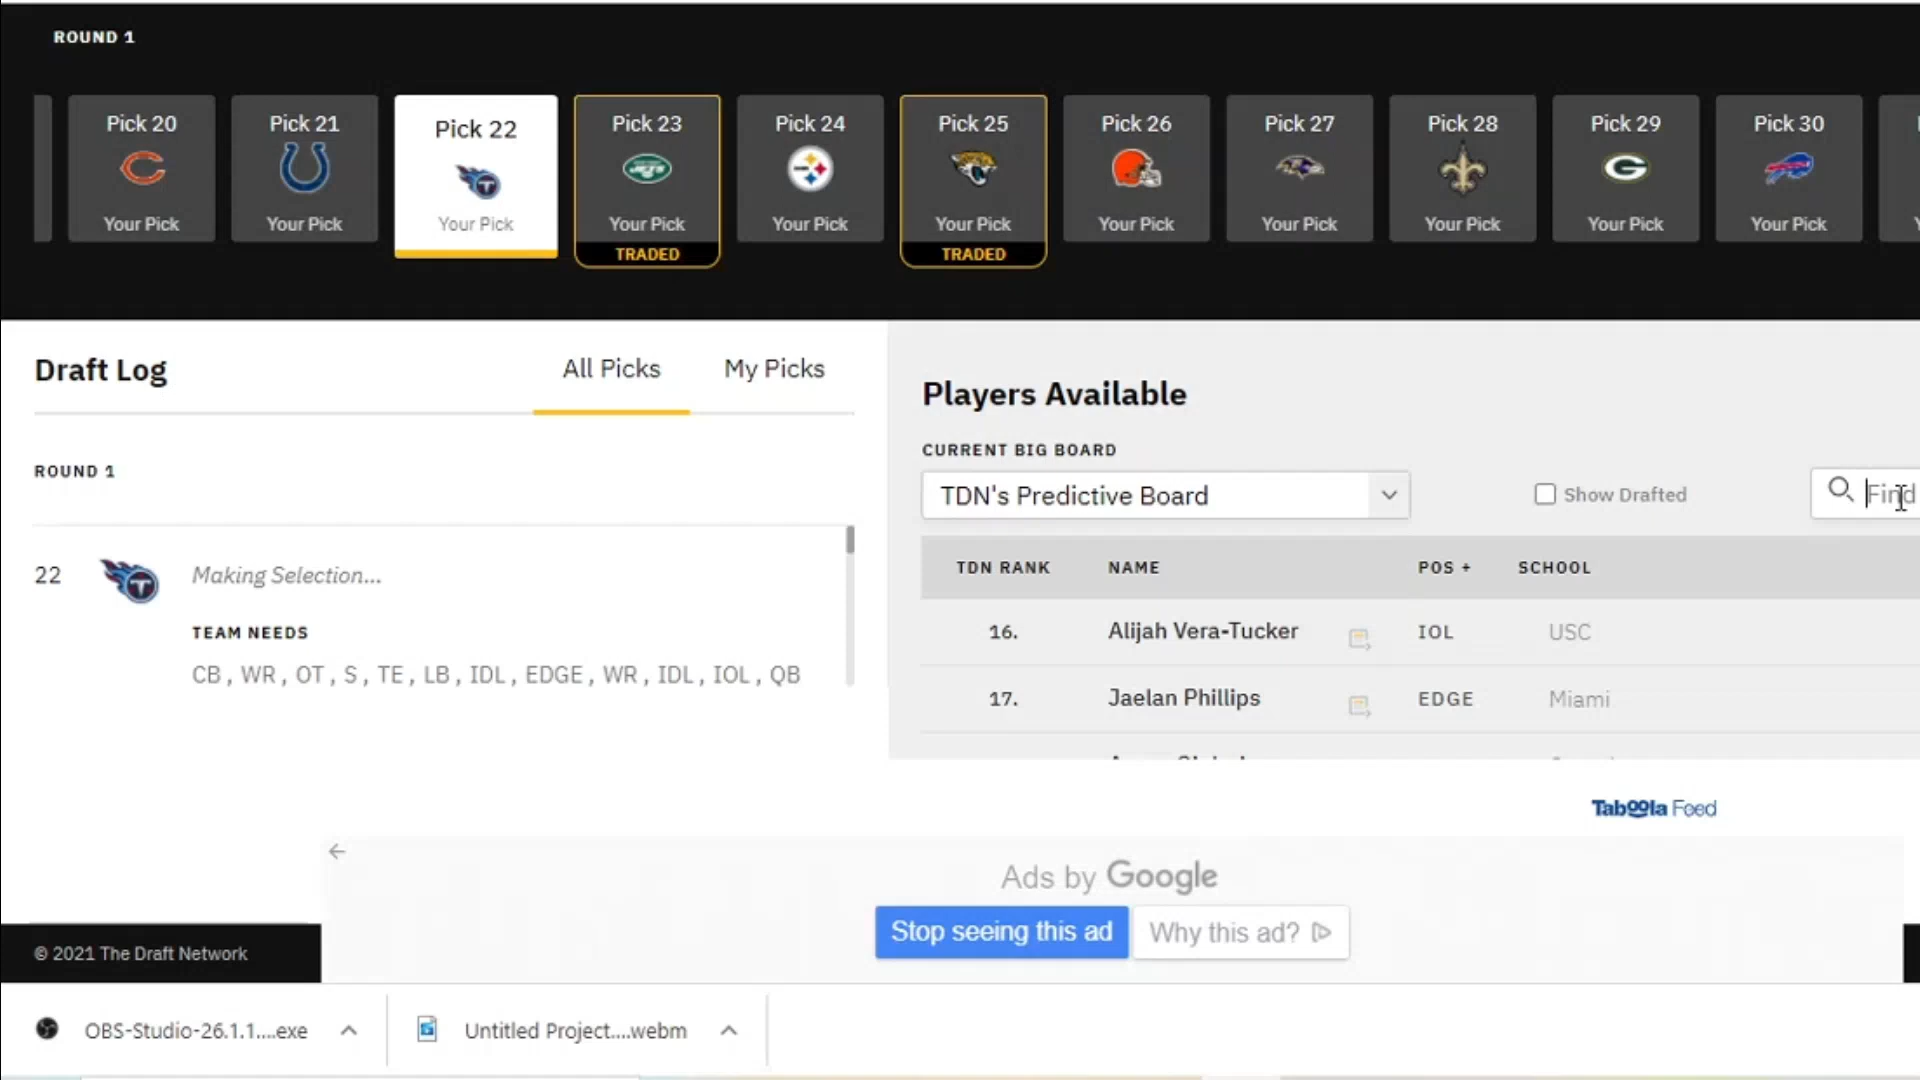 ROUND 1
Pick 20
Pick 21
Pick 22
Pick 23
Pick 24
Pick 25
Pick 26
Pick 27
Pick 28
Pick 29
Pick 30
Your Pick
Your Pick
Your Pick
Your Pick
Your Pick
Your Pick
Your Pick
Your Pick
Your Pick
Your Pick
Your Pick
TRADED
TRADED
Draft Log
All Picks
My Picks
ROUND 1
22
Making Selection...
TEAM NEEDS
CB , WR , OT , S , TE , LB , IDL , EDGE , WR , IDL , IOL , QB
Players Available
CURRENT BIG BOARD
TDN's Predictive Board
Show Drafted
Find
TDN RANK NAME POS + SCHOOL
16. Alijah Vera-Tucker IOL USC
17. Jaelan Phillips EDGE Miami
Taboola Feed
Ads by Google
Stop seeing this ad
Why this ad?
© 2021 The Draft Network
OBS-Studio-26.1.1....exe
Untitled Project....webm